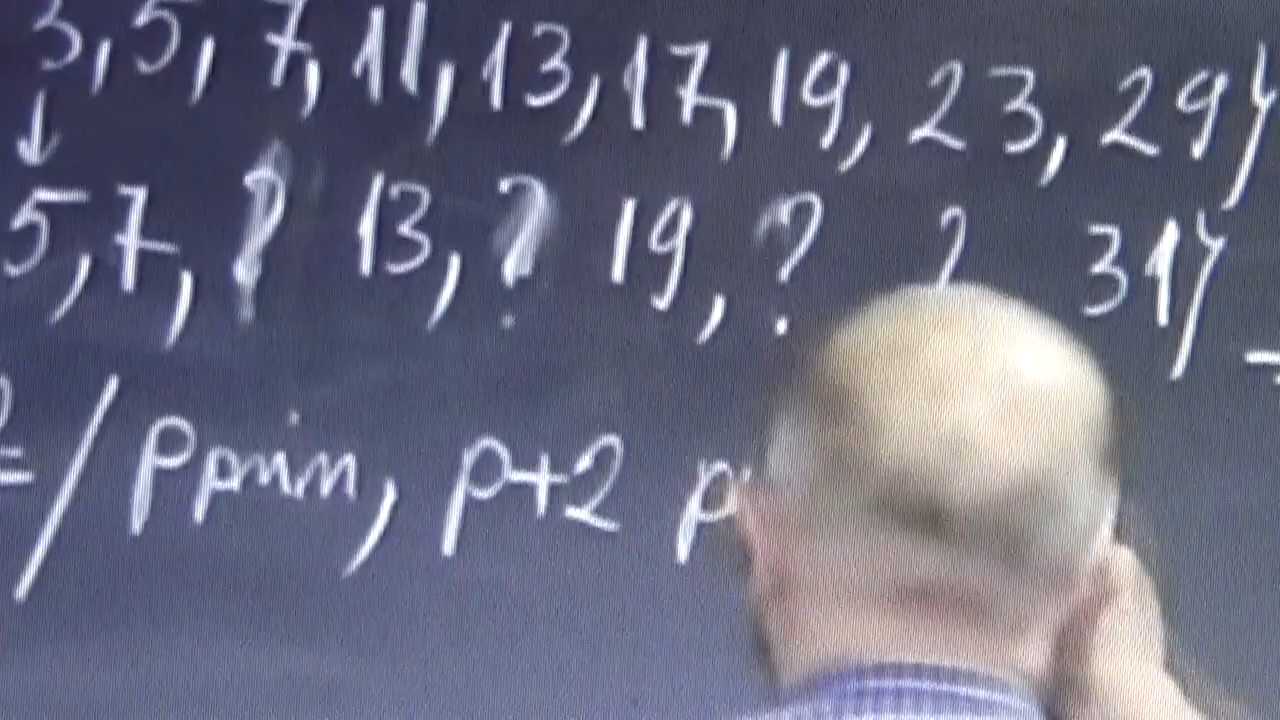 3, 5, 7, 11, 13, 17, 19, 23, 29}
↓
5, 7, ? 13, ? 19, ? ? 31}
= / p prim, p+2 p